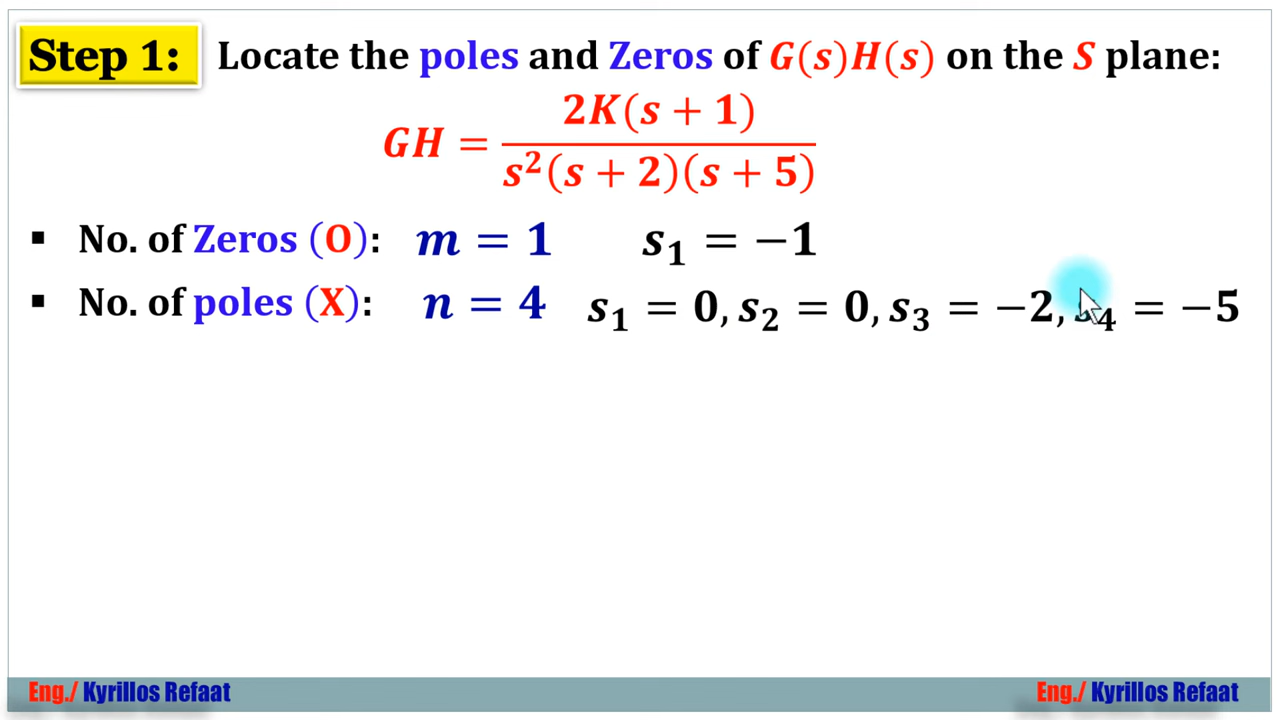 Step 1: Locate the poles and Zeros of G(s)H(s) on the S plane:
GH = 2K(s + 1) / s²(s + 2)(s + 5)
▪ No. of Zeros (O): m = 1 s₁ = −1
▪ No. of poles (X): n = 4 s₁ = 0, s₂ = 0, s₃ = −2, s₄ = −5
Eng./ Kyrillos Refaat Eng./ Kyrillos Refaat